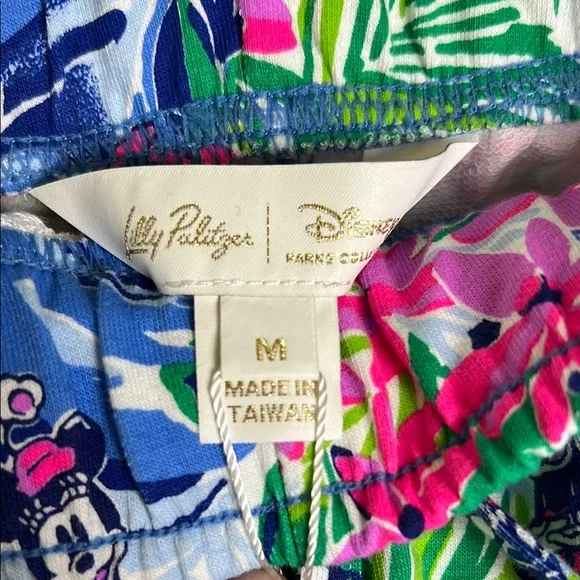 Lilly Pulitzer | Disney
PARKS COLLE
M
MADE IN
TAIWAN